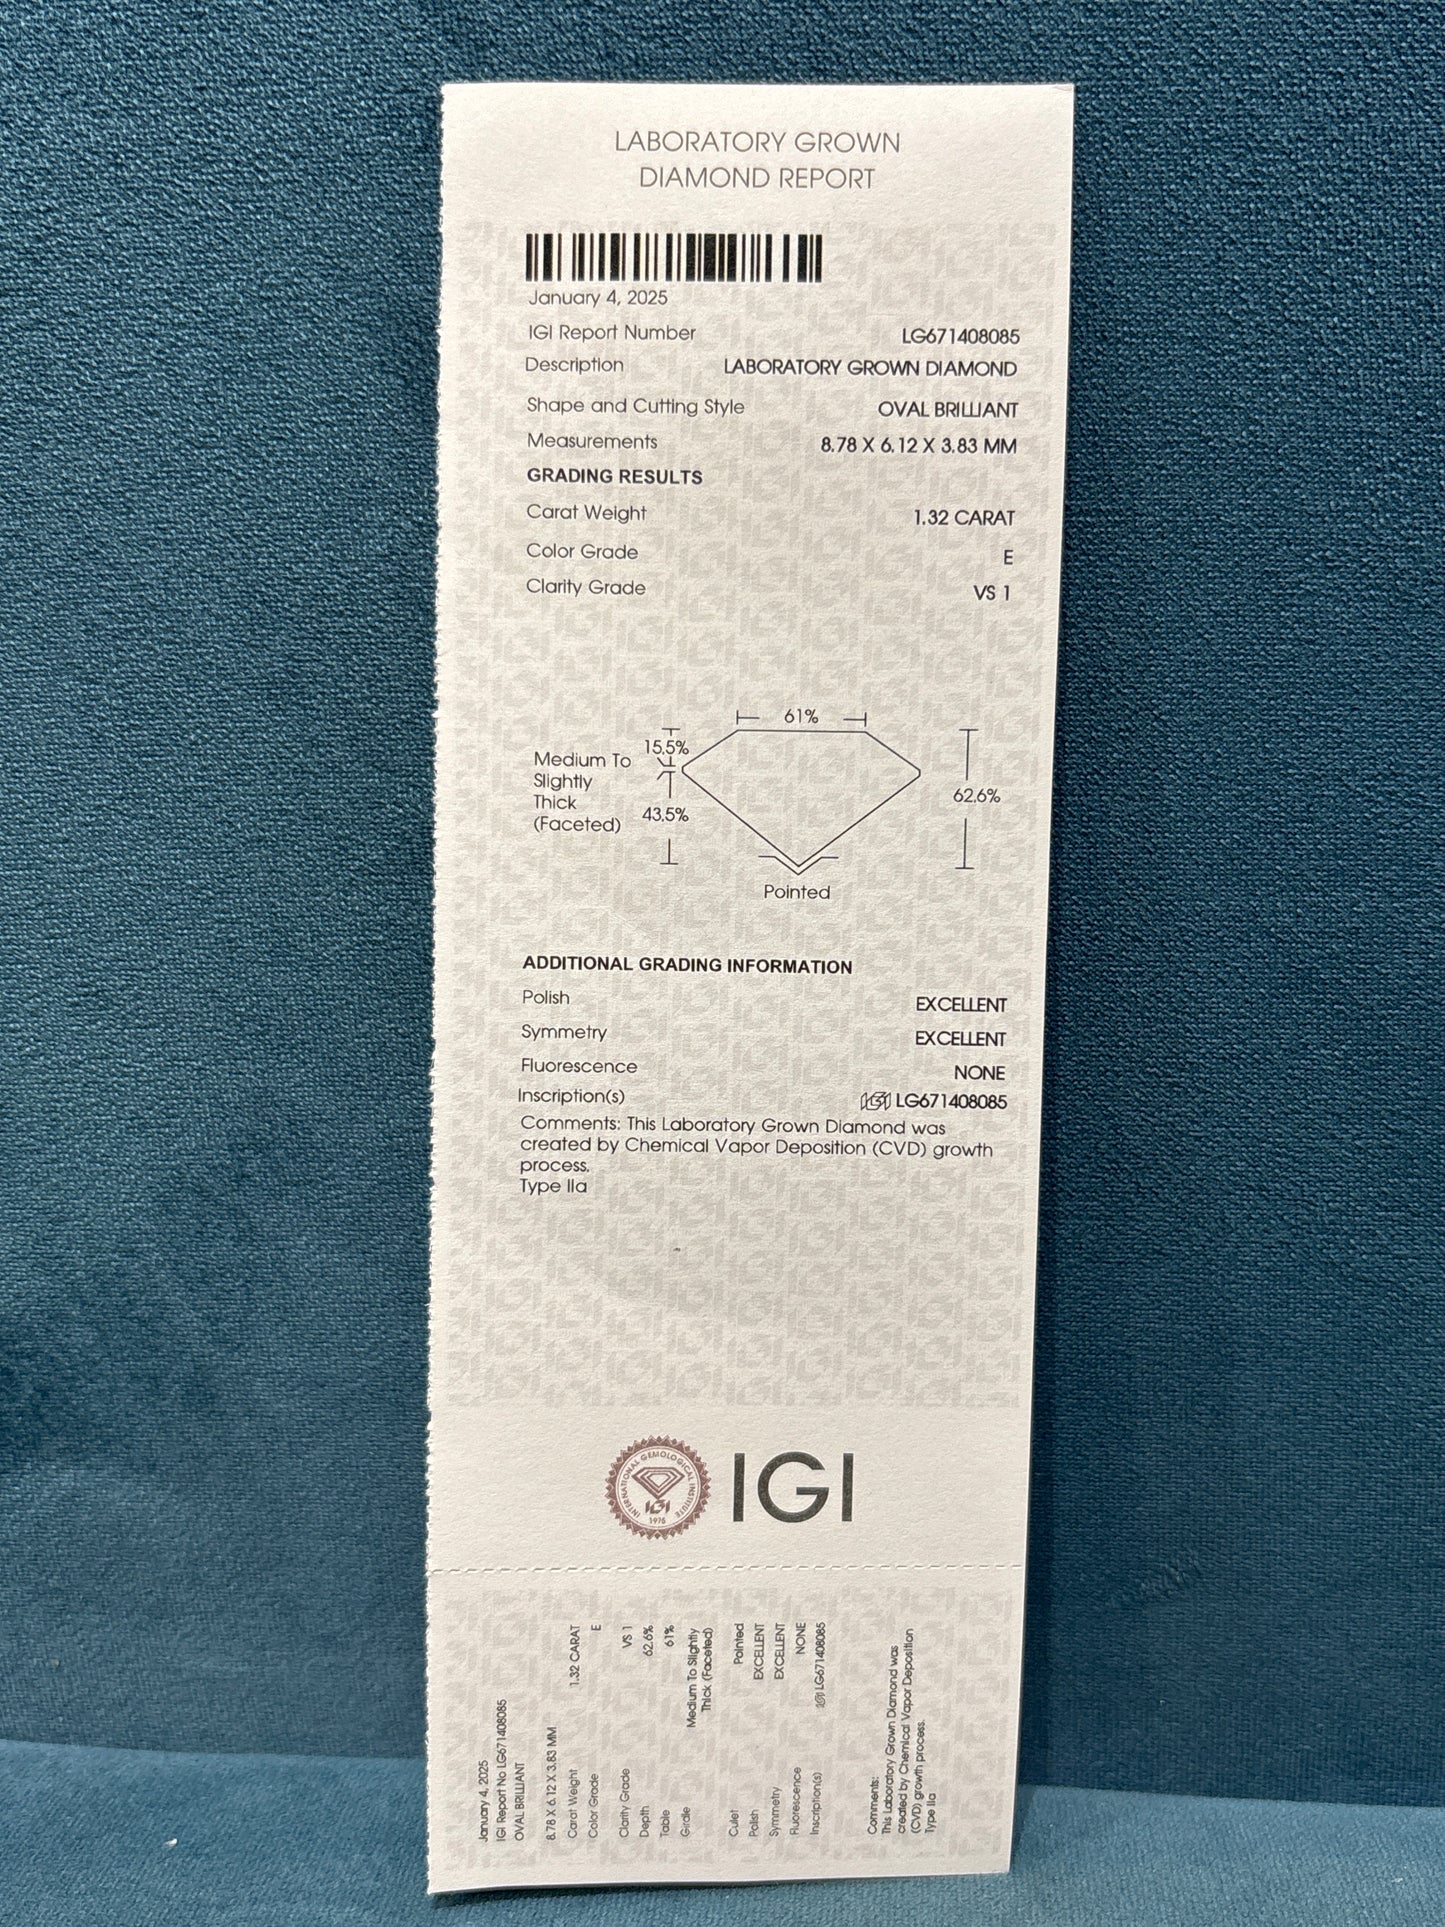 LABORATORY GROWN
DIAMOND REPORT
January 4, 2025
IGI Report Number LG671408085
Description LABORATORY GROWN DIAMOND
Shape and Cutting Style OVAL BRILLIANT
Measurements 8.78 X 6.12 X 3.83 MM
GRADING RESULTS
Carat Weight 1.32 CARAT
Color Grade E
Clarity Grade VS 1
61%
15.5%
Medium To
Slightly
Thick
(Faceted)
43.5%
62.6%
Pointed
ADDITIONAL GRADING INFORMATION
Polish EXCELLENT
Symmetry EXCELLENT
Fluorescence NONE
Inscription(s) IGI LG671408085
Comments: This Laboratory Grown Diamond was
created by Chemical Vapor Deposition (CVD) growth
process.
Type IIa
INTERNATIONAL GEMOLOGICAL INSTITUTE
IGI
1975
IGI
January 4, 2025
IGI Report No LG671408085
OVAL BRILLIANT
8.78 X 6.12 X 3.83 MM
Carat Weight 1.32 CARAT
Color Grade E
Clarity Grade VS 1
Depth 62.6%
Table 61%
Girdle Medium To Slightly
Thick (Faceted)
Culet Pointed
Polish EXCELLENT
Symmetry EXCELLENT
Fluorescence NONE
Inscription(s) IGI LG671408085
Comments:
This Laboratory Grown Diamond was
created by Chemical Vapor Deposition
(CVD) growth process.
Type IIa